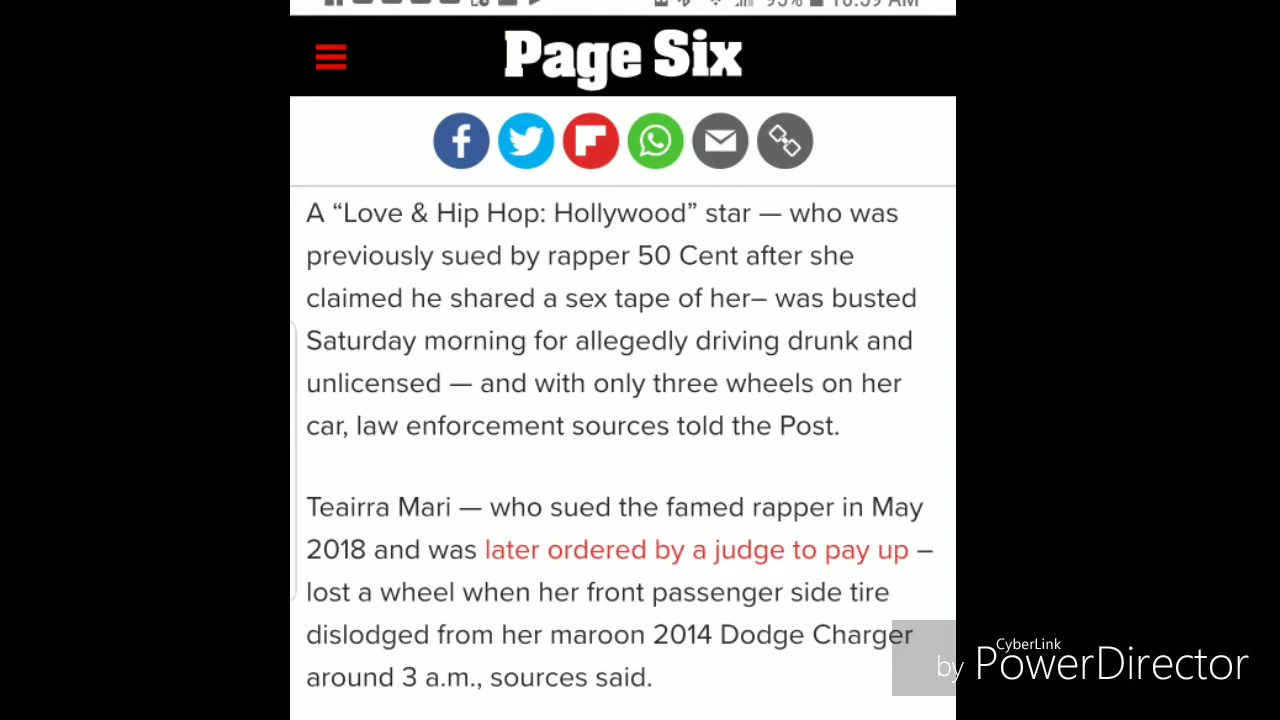 95% 10:59 AM
Page Six
A “Love & Hip Hop: Hollywood” star — who was
previously sued by rapper 50 Cent after she
claimed he shared a sex tape of her– was busted
Saturday morning for allegedly driving drunk and
unlicensed — and with only three wheels on her
car, law enforcement sources told the Post.
Teairra Mari — who sued the famed rapper in May
2018 and was later ordered by a judge to pay up –
lost a wheel when her front passenger side tire
dislodged from her maroon 2014 Dodge Charger
around 3 a.m., sources said.
CyberLink
by PowerDirector